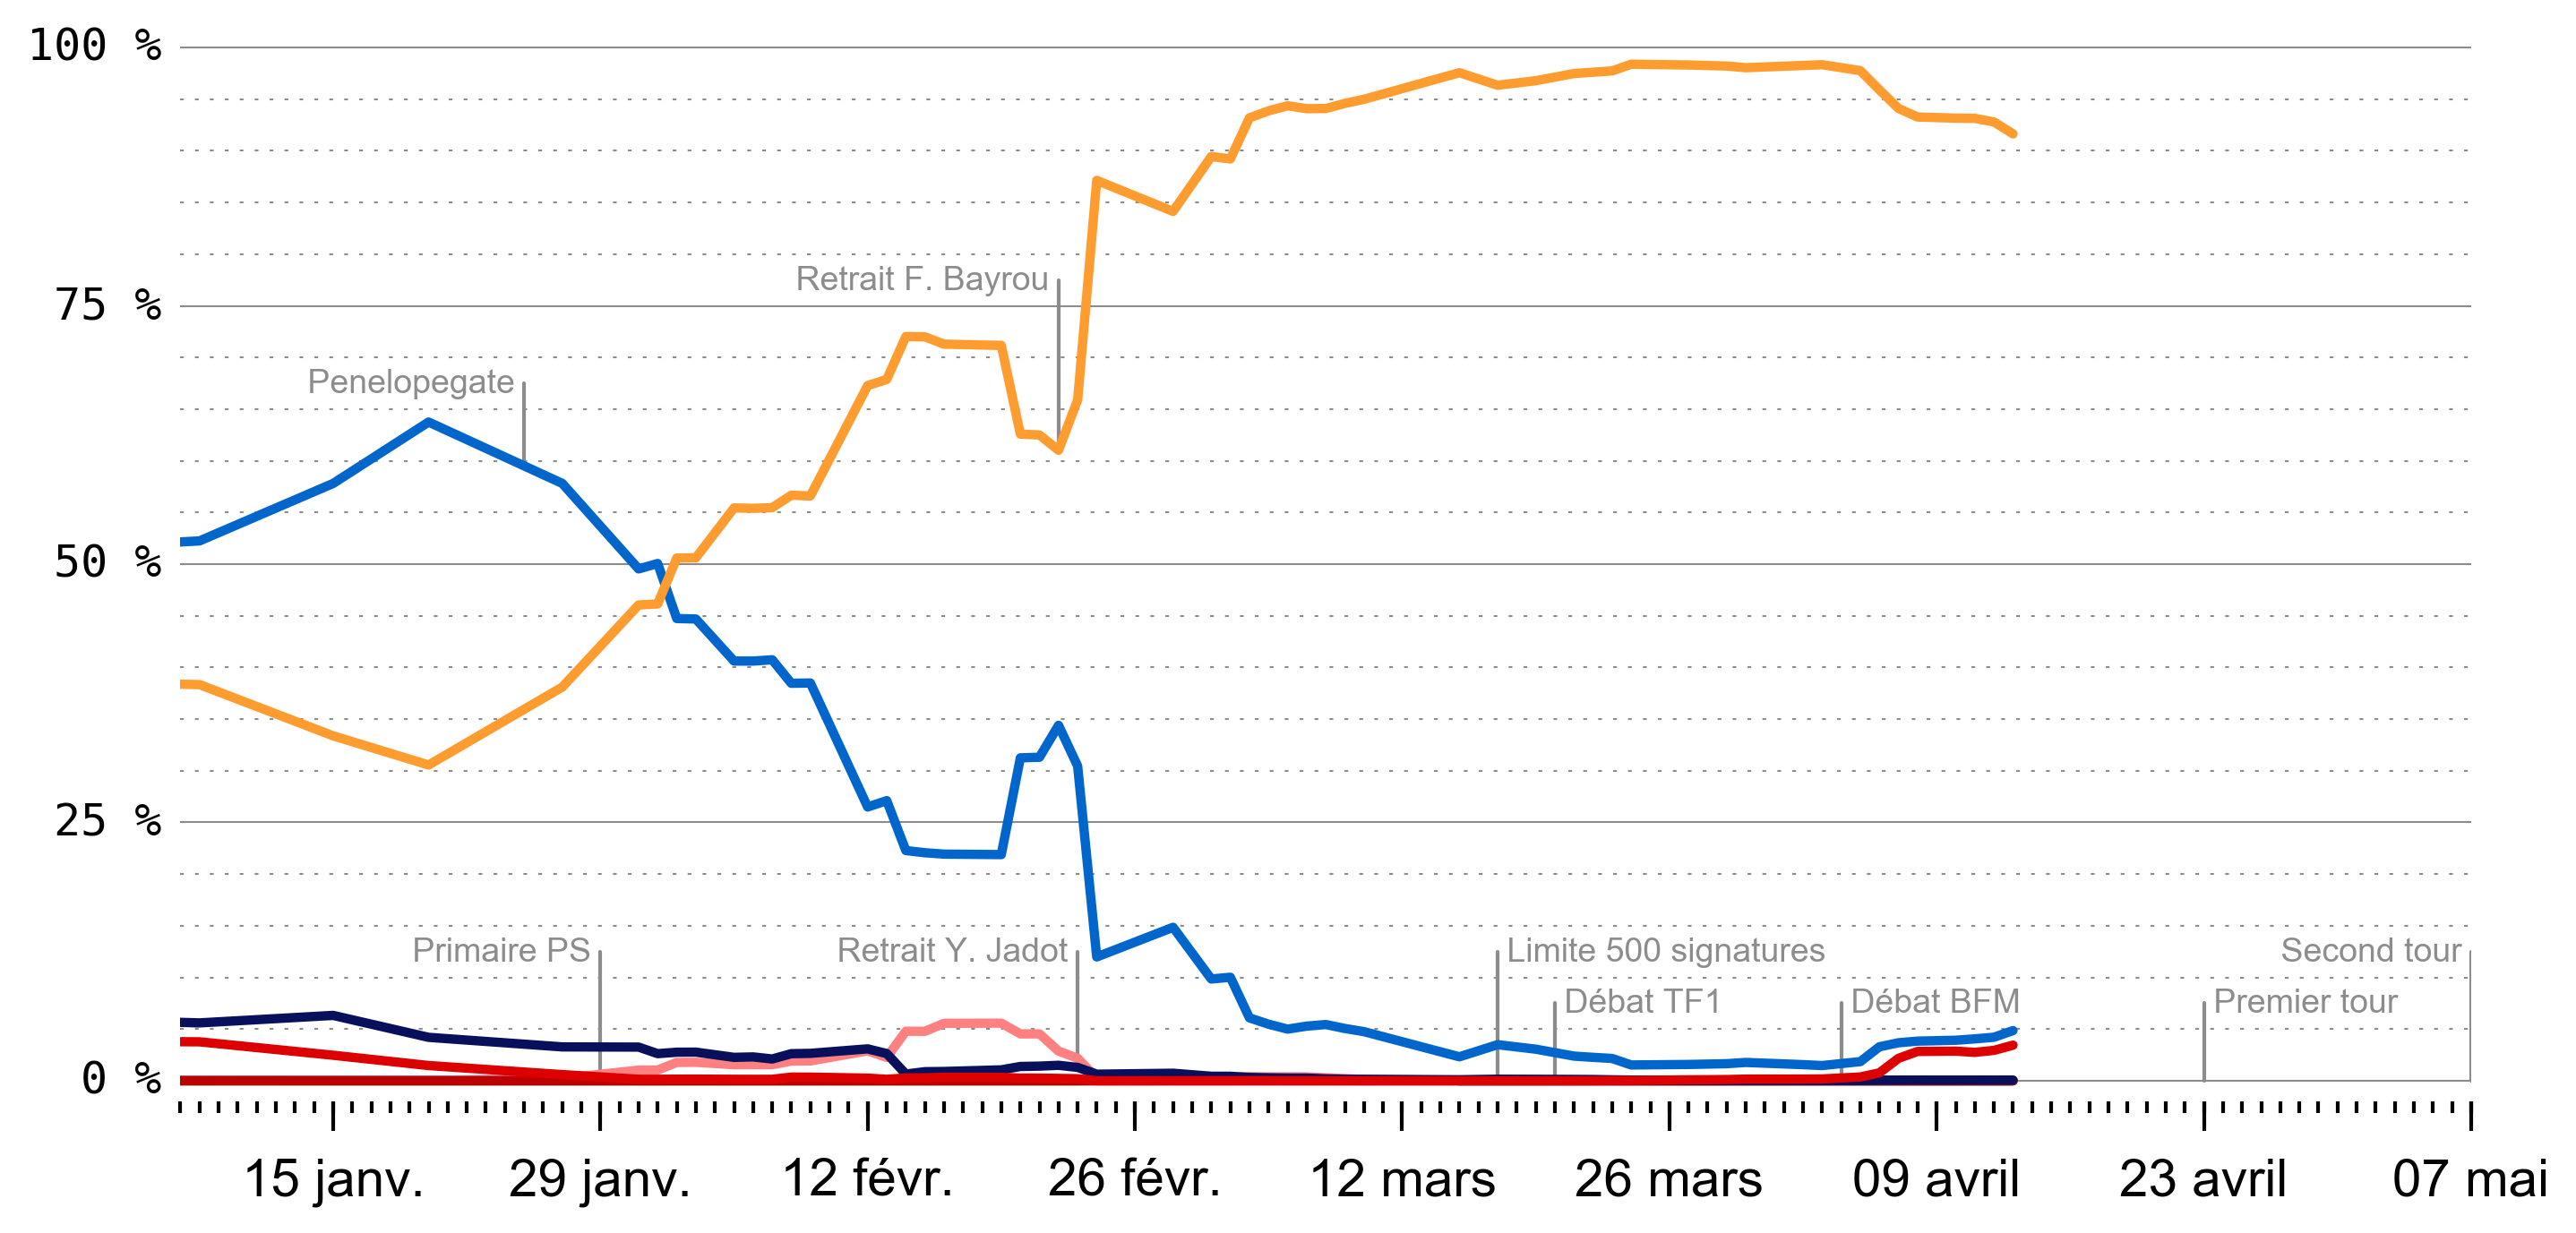 100 %
Retrait F. Bayrou
75 %
Penelopegate
50 %
25 %
Primaire PS
Retrait Y. Jadot
Limite 500 signatures
Second tour
Débat TF1
Débat BFM
Premier tour
0 %
15 janv.
29 janv.
12 févr.
26 févr.
12 mars
26 mars
09 avril
23 avril
07 mai